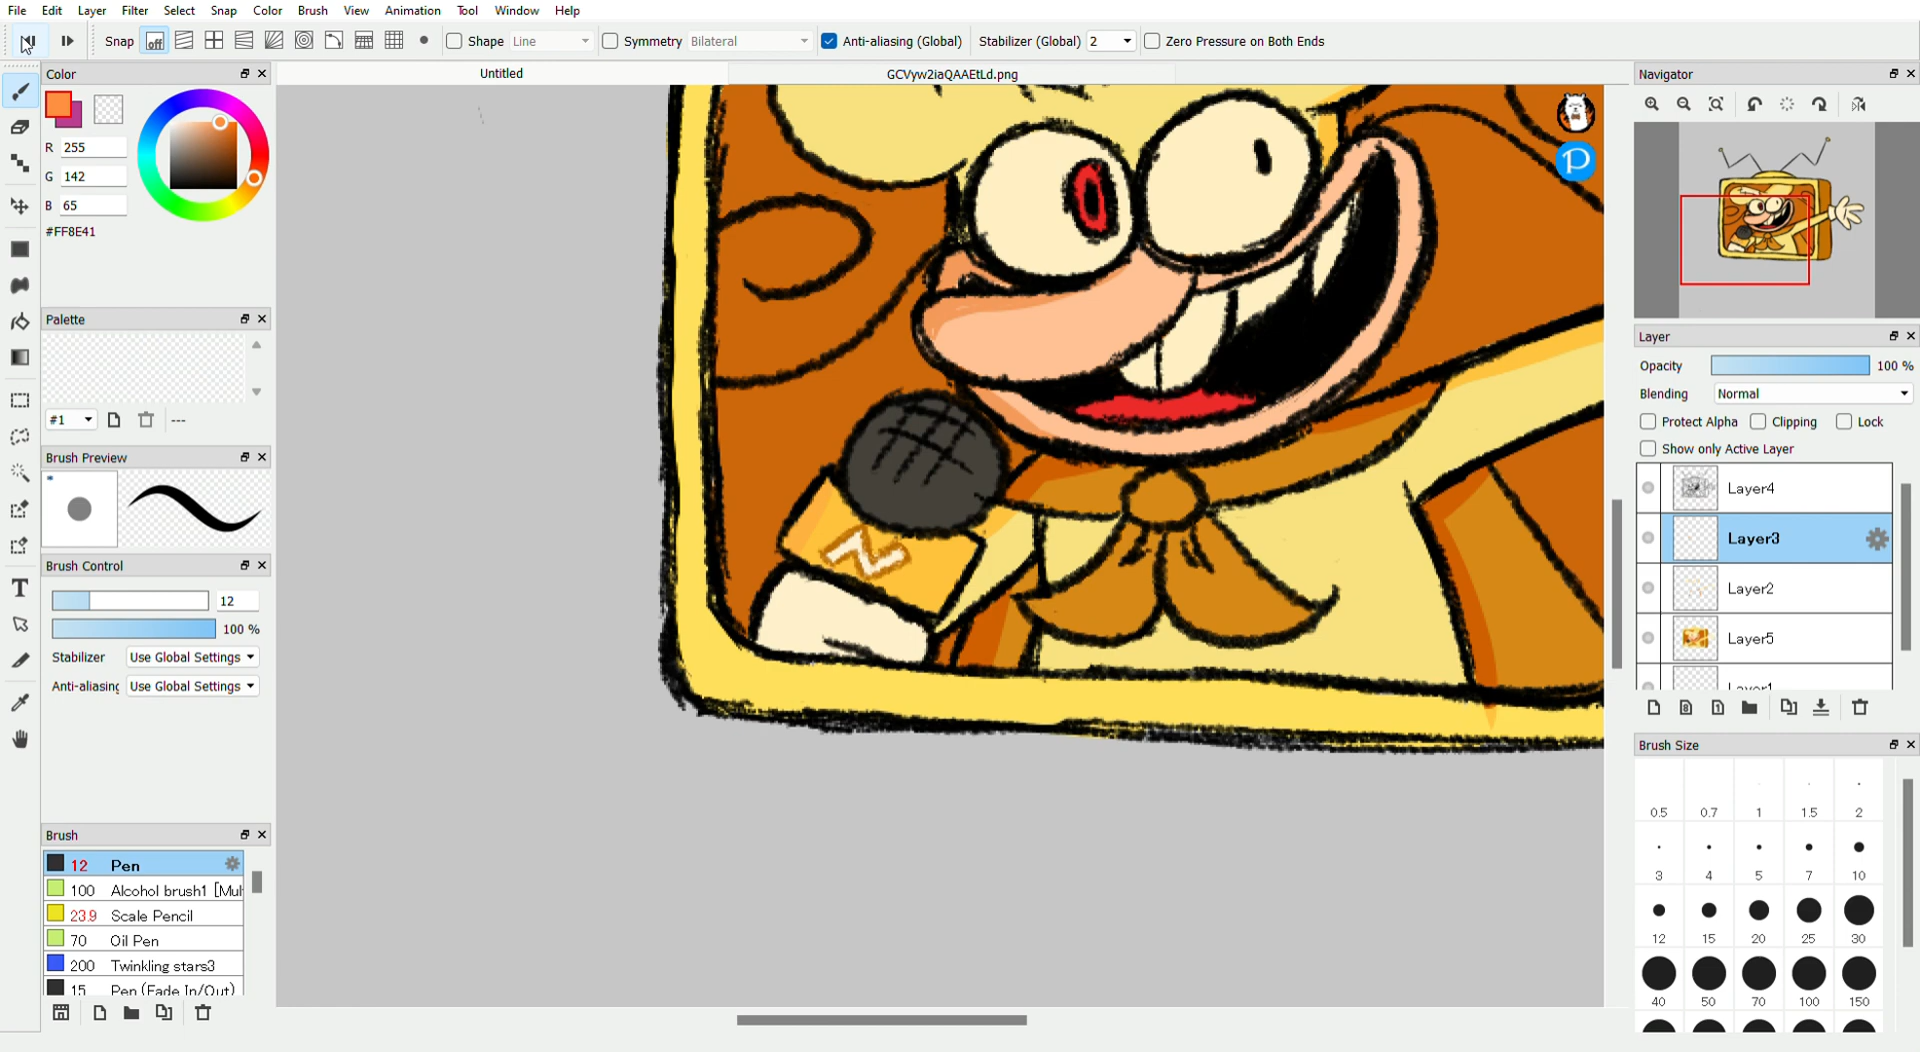 File Edit Layer Filter Select Snap Color Brush View Animation Tool Window Help
Snap off Shape Line Symmetry Bilateral Anti-aliasing (Global) Stabilizer (Global) 2 Zero Pressure on Both Ends
Color
Untitled
GCVyw2iaQAAEtLd.png
Navigator
R 255
G 142
B 65
#FF8E41
Palette
#1
---
Brush Preview
Brush Control
12
100 %
Stabilizer Use Global Settings
Anti-aliasing Use Global Settings
Brush
12 Pen
100 Alcohol brush1 [Mul
23.9 Scale Pencil
70 Oil Pen
200 Twinkling stars3
15 Pen (Fade In/Out)
T
P
Layer
Opacity 100 %
Blending Normal
Protect Alpha Clipping Lock
Show only Active Layer
Layer4
Layer3
Layer2
Layer5
Layer1
Brush Size
0.5 0.7 1 1.5 2
3 4 5 7 10
12 15 20 25 30
40 50 70 100 150